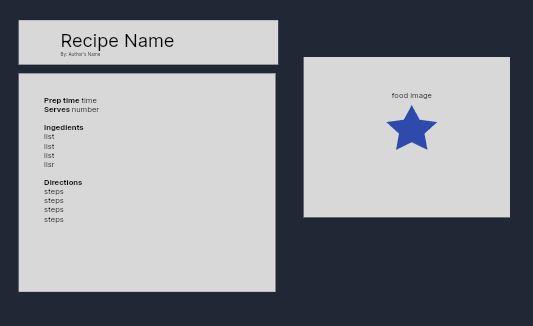 Recipe Name
By: Author's Name
Prep time time
Serves number
Ingedients
list
list
list
lisr
Directions
steps
steps
steps
steps
food image